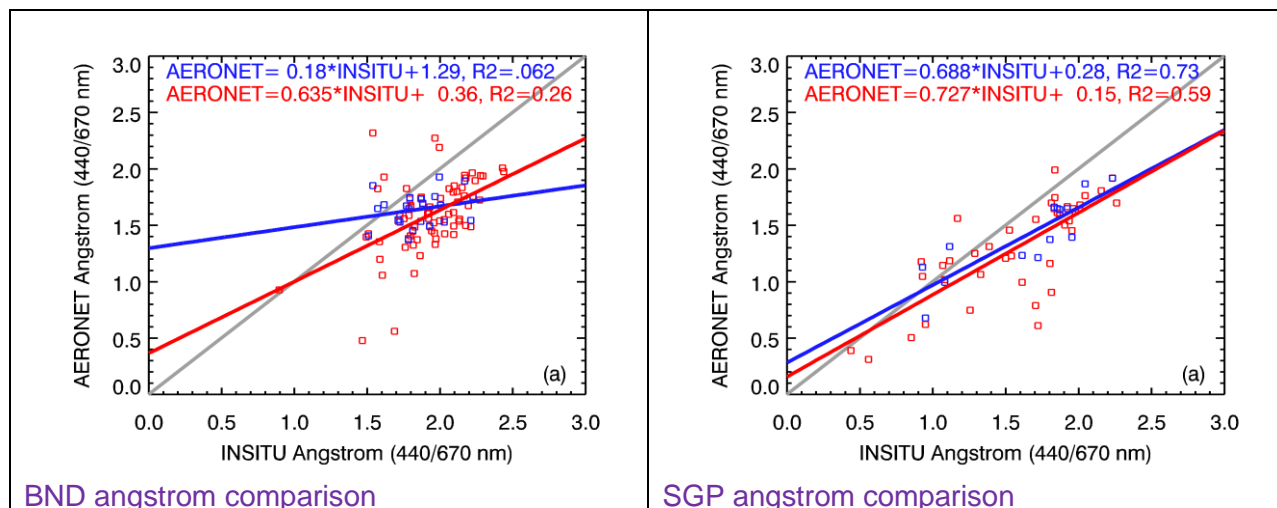 AERONET= 0.18*INSITU+1.29, R2=.062
AERONET=0.635*INSITU+ 0.36, R2=0.26
3.0
2.5
2.0
1.5
1.0
0.5
0.0
AERONET Angstrom (440/670 nm)
(a)
0.0 0.5 1.0 1.5 2.0 2.5 3.0
INSITU Angstrom (440/670 nm)
BND angstrom comparison
AERONET=0.688*INSITU+0.28, R2=0.73
AERONET=0.727*INSITU+ 0.15, R2=0.59
3.0
2.5
2.0
1.5
1.0
0.5
0.0
AERONET Angstrom (440/670 nm)
(a)
0.0 0.5 1.0 1.5 2.0 2.5 3.0
INSITU Angstrom (440/670 nm)
SGP angstrom comparison